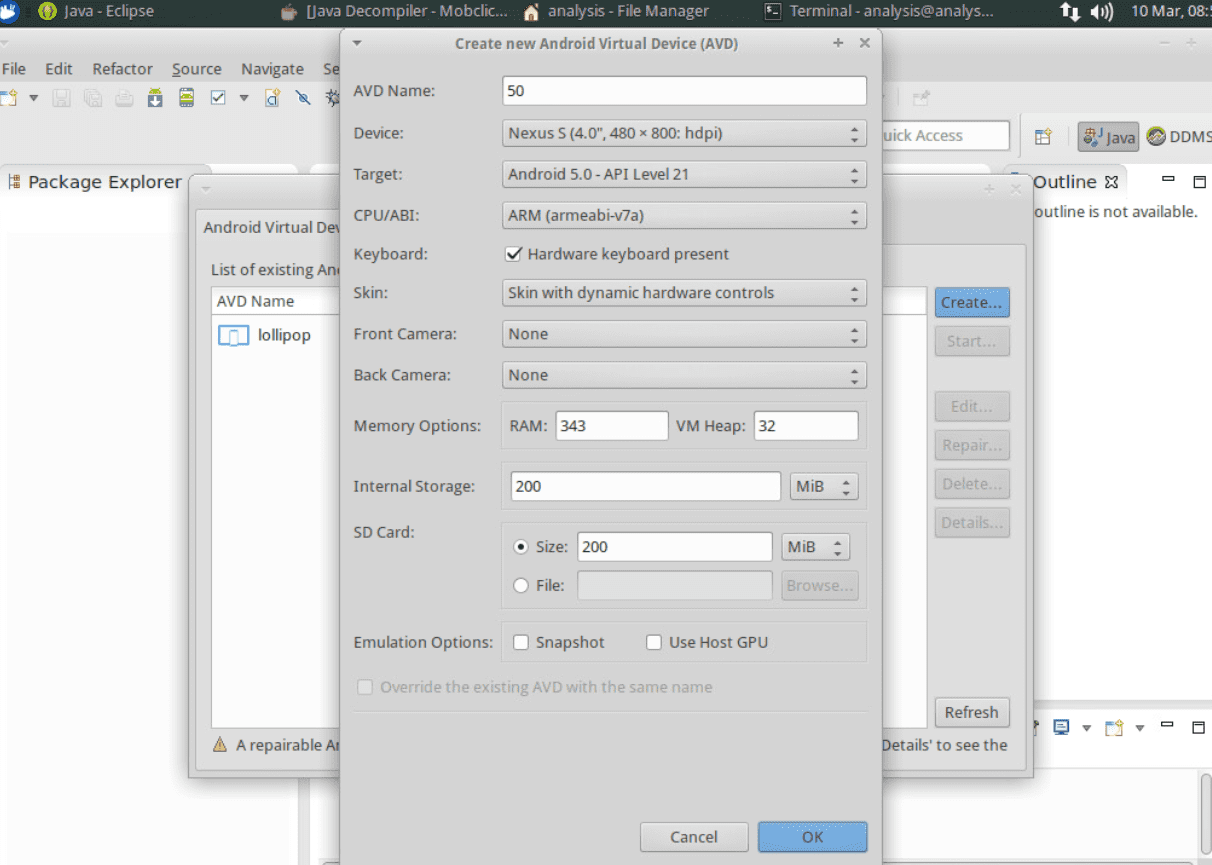 Java - Eclipse
[Java Decompiler - Mobclic...
analysis - File Manager
Terminal - analysis@analys...
10 Mar, 08:
Create new Android Virtual Device (AVD)
File Edit Refactor Source Navigate Se
AVD Name: 50
Device: Nexus S (4.0", 480 × 800: hdpi)
uick Access
Java
DDMS
Target: Android 5.0 - API Level 21
Package Explorer
Outline
outline is not available.
CPU/ABI: ARM (armeabi-v7a)
Android Virtual Dev
Keyboard: Hardware keyboard present
List of existing An
Skin: Skin with dynamic hardware controls
AVD Name
Create...
lollipop
Front Camera: None
Start...
Back Camera: None
Edit...
Memory Options: RAM: 343 VM Heap: 32
Repair...
Internal Storage: 200 MiB
Delete...
Details...
SD Card:
Size: 200 MiB
File: Browse...
Emulation Options: Snapshot Use Host GPU
Override the existing AVD with the same name
Refresh
A repairable An
Details' to see the
Cancel OK